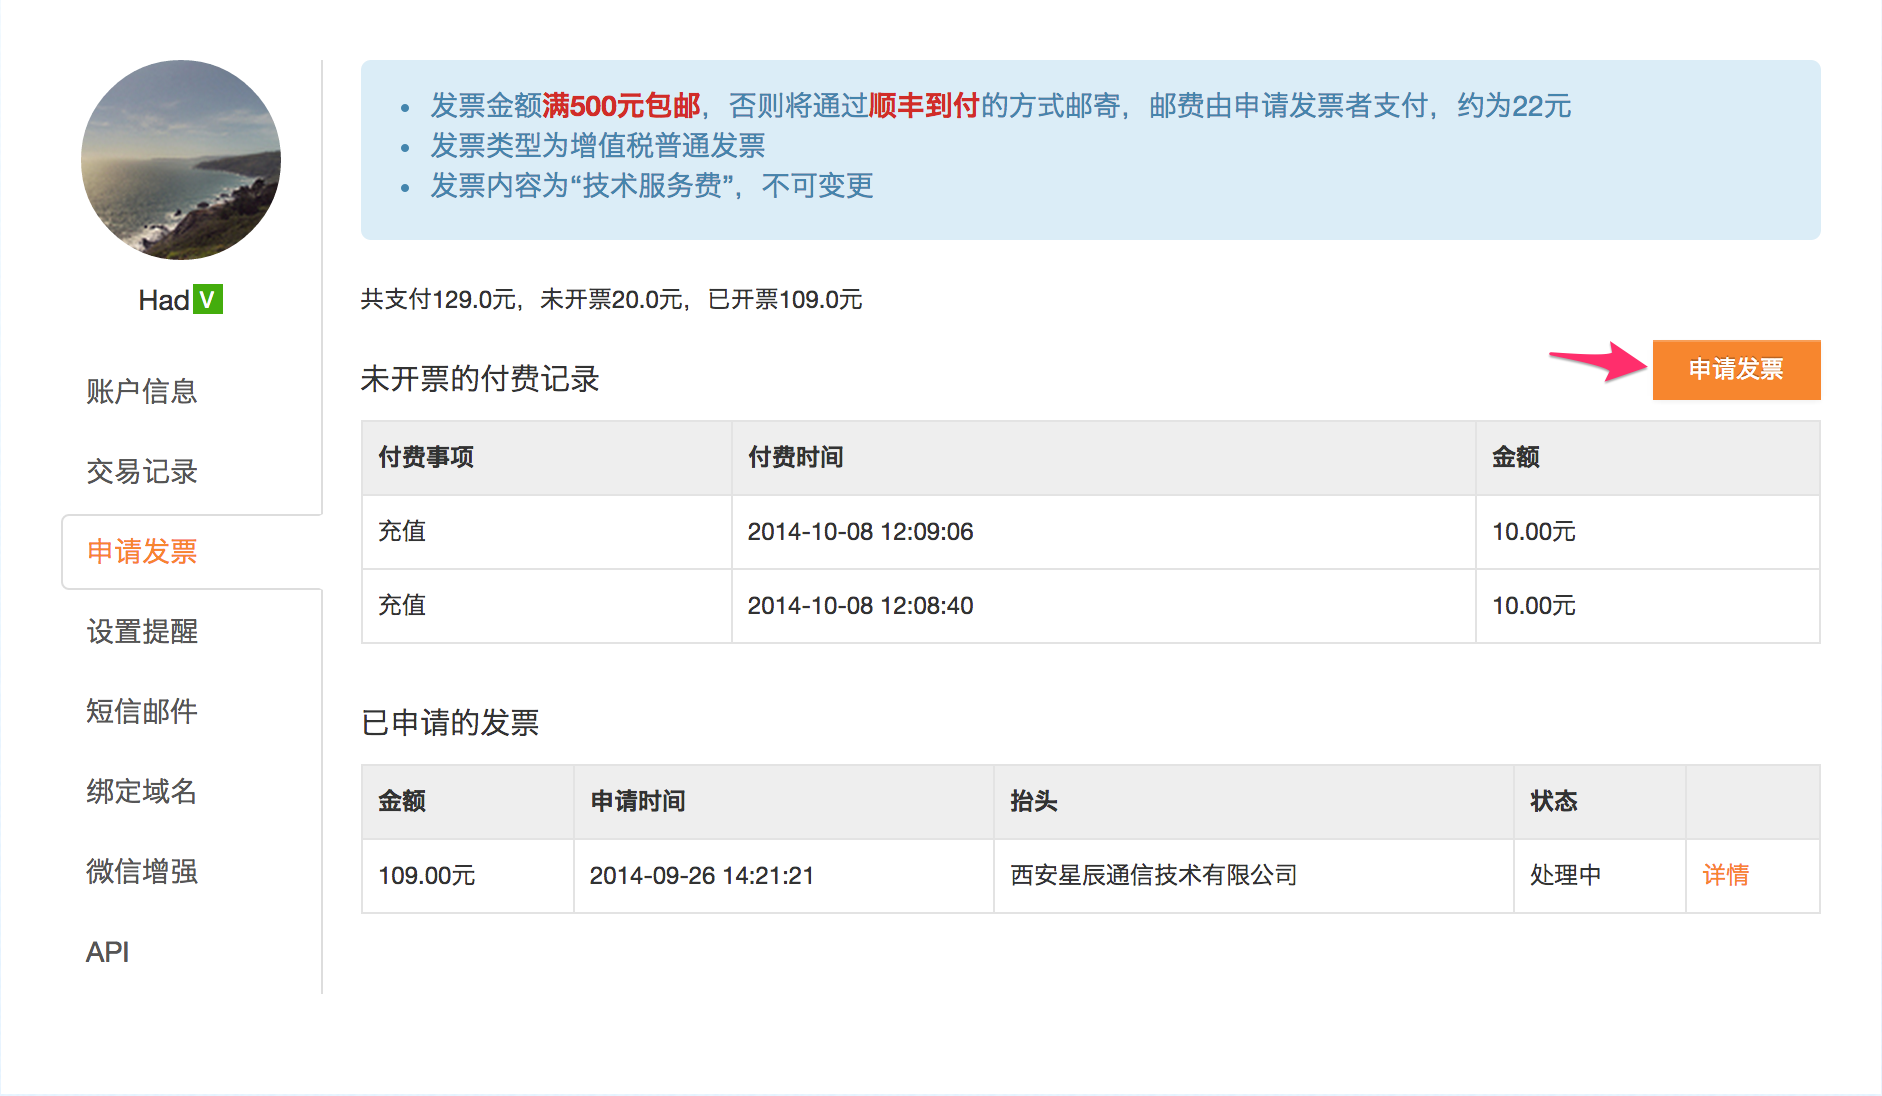 Had V
账户信息
交易记录
申请发票
设置提醒
短信邮件
绑定域名
微信增强
API
• 发票金额满500元包邮，否则将通过顺丰到付的方式邮寄，邮费由申请发票者支付，约为22元
• 发票类型为增值税普通发票
• 发票内容为“技术服务费”，不可变更
共支付129.0元，未开票20.0元，已开票109.0元
未开票的付费记录
申请发票
付费事项 付费时间 金额
充值 2014-10-08 12:09:06 10.00元
充值 2014-10-08 12:08:40 10.00元
已申请的发票
金额 申请时间 抬头 状态
109.00元 2014-09-26 14:21:21 西安星辰通信技术有限公司 处理中 详情